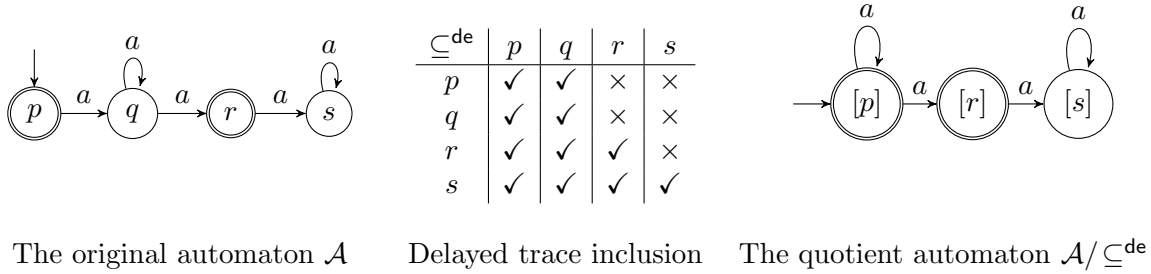 a a a
p a q a r a s
⊆de p q r s
p ✓ ✓ × ×
q ✓ ✓ × ×
r ✓ ✓ ✓ ×
s ✓ ✓ ✓ ✓
a a
[p] a [r] a [s]
The original automaton 𝒜
Delayed trace inclusion
The quotient automaton 𝒜/⊆de